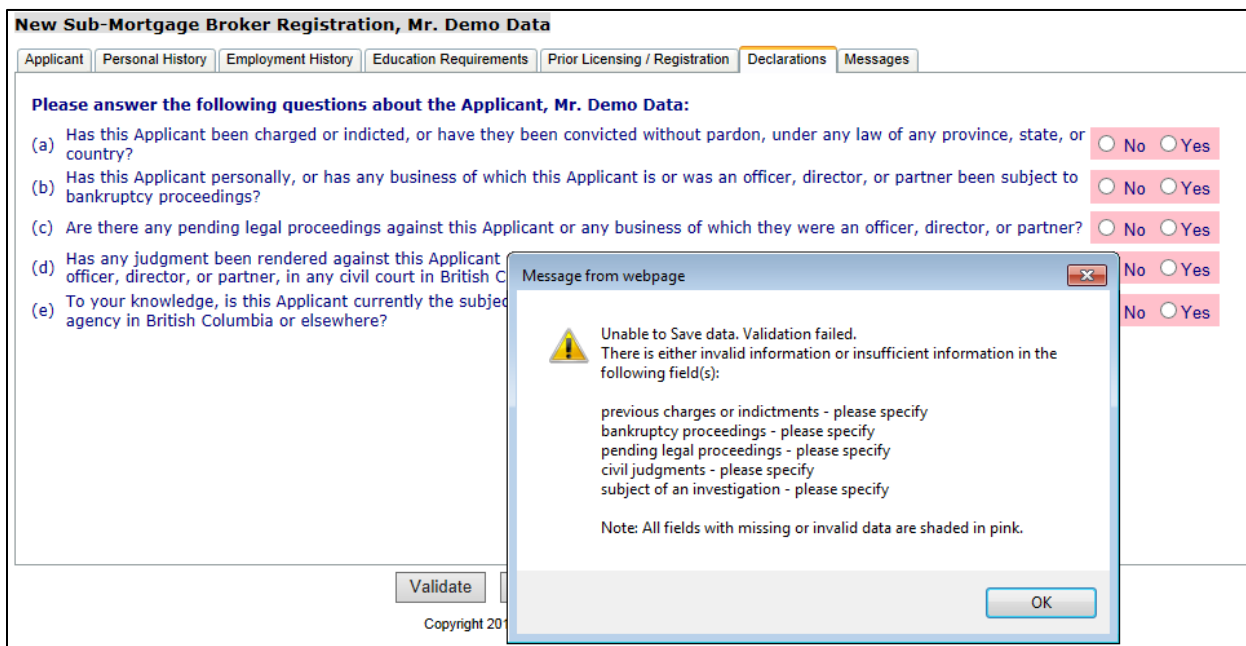 New Sub-Mortgage Broker Registration, Mr. Demo Data
Applicant Personal History Employment History Education Requirements Prior Licensing / Registration Declarations Messages
Please answer the following questions about the Applicant, Mr. Demo Data:
(a) Has this Applicant been charged or indicted, or have they been convicted without pardon, under any law of any province, state, or
country? No Yes
(b) Has this Applicant personally, or has any business of which this Applicant is or was an officer, director, or partner been subject to
bankruptcy proceedings? No Yes
(c) Are there any pending legal proceedings against this Applicant or any business of which they were an officer, director, or partner? No Yes
(d) Has any judgment been rendered against this Applicant
officer, director, or partner, in any civil court in British C No Yes
(e) To your knowledge, is this Applicant currently the subjec
agency in British Columbia or elsewhere? No Yes
Message from webpage
Unable to Save data. Validation failed.
There is either invalid information or insufficient information in the
following field(s):
previous charges or indictments - please specify
bankruptcy proceedings - please specify
pending legal proceedings - please specify
civil judgments - please specify
subject of an investigation - please specify
Note: All fields with missing or invalid data are shaded in pink.
OK
Validate
Copyright 201